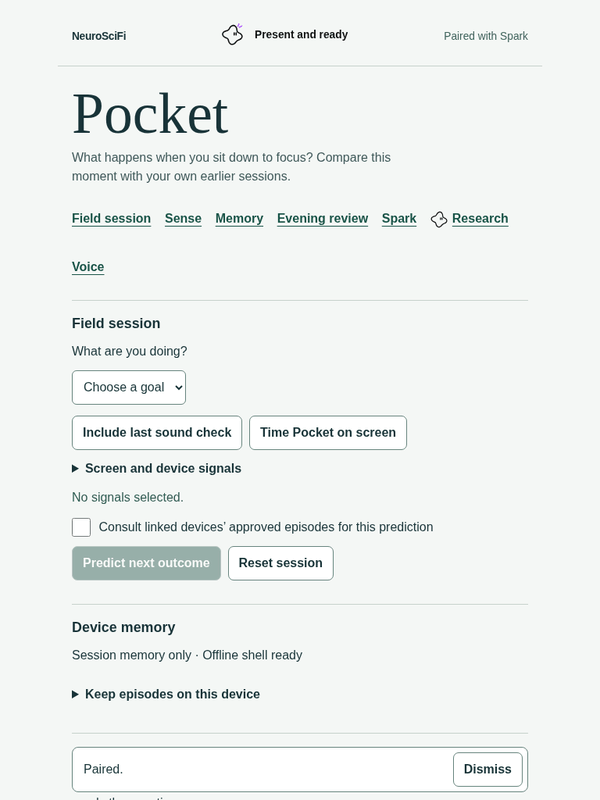 NeuroSciFi
Present and ready
Paired with Spark
Pocket
What happens when you sit down to focus? Compare this
moment with your own earlier sessions.
Field session Sense Memory Evening review Spark Research
Voice
Field session
What are you doing?
Choose a goal
Include last sound check Time Pocket on screen
Screen and device signals
No signals selected.
Consult linked devices’ approved episodes for this prediction
Predict next outcome Reset session
Device memory
Session memory only · Offline shell ready
Keep episodes on this device
Paired.
Dismiss